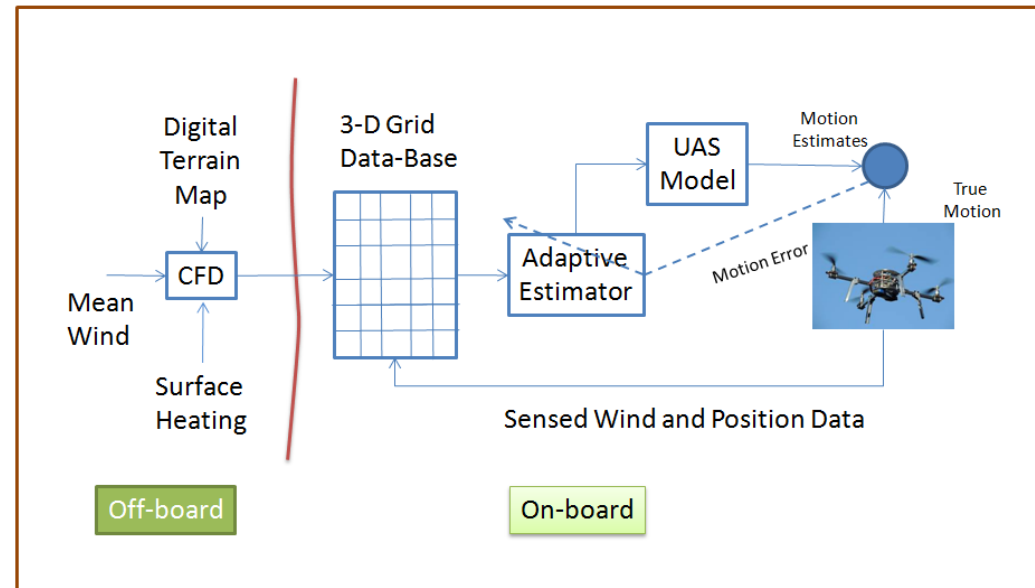 Digital
Terrain
Map
CFD
Mean
Wind
Surface
Heating
3-D Grid
Data-Base
Adaptive
Estimator
UAS
Model
Motion
Estimates
True
Motion
Motion Error
Sensed Wind and Position Data
Off-board
On-board